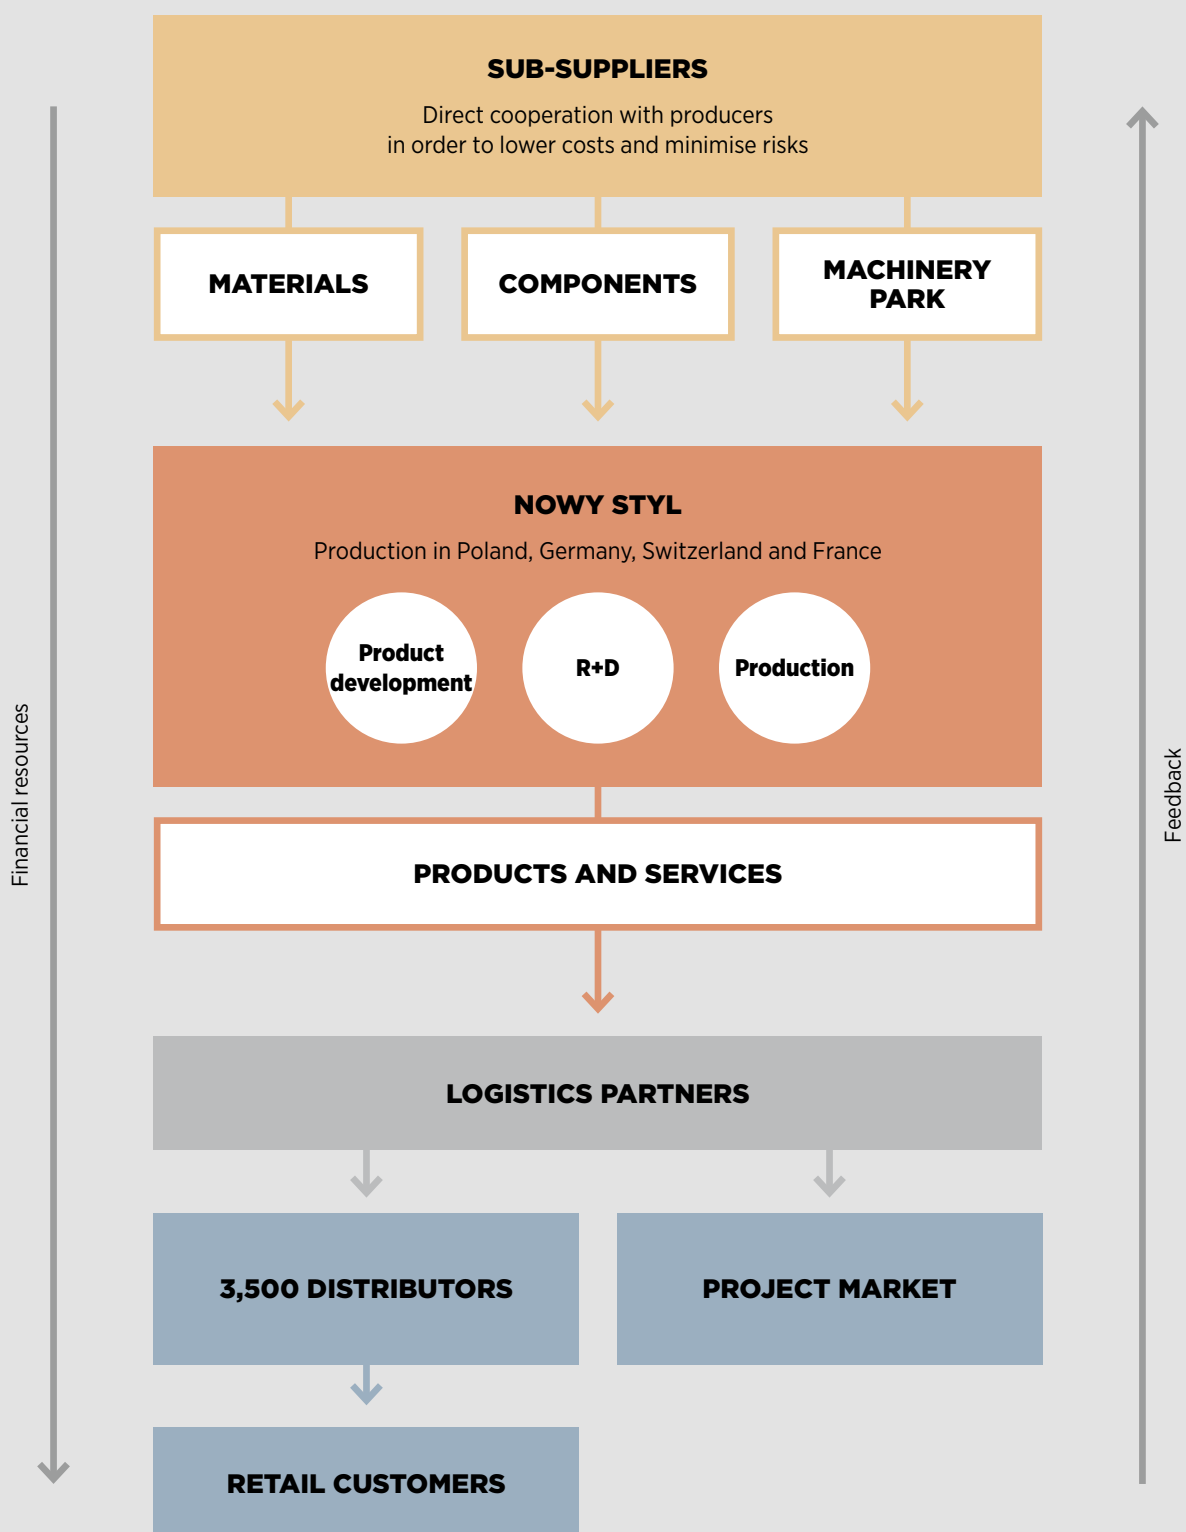 SUB-SUPPLIERS
Direct cooperation with producers
in order to lower costs and minimise risks
MATERIALS
COMPONENTS
MACHINERY
PARK
NOWY STYL
Production in Poland, Germany, Switzerland and France
Product
development
R+D
Production
Financial resources
Feedback
PRODUCTS AND SERVICES
LOGISTICS PARTNERS
3,500 DISTRIBUTORS
PROJECT MARKET
RETAIL CUSTOMERS